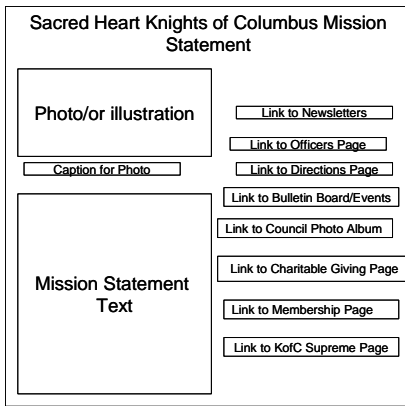 Sacred Heart Knights of Columbus Mission
Statement
Photo/or illustration
Caption for Photo
Mission Statement
Text
Link to Newsletters
Link to Officers Page
Link to Directions Page
Link to Bulletin Board/Events
Link to Council Photo Album
Link to Charitable Giving Page
Link to Membership Page
Link to KofC Supreme Page